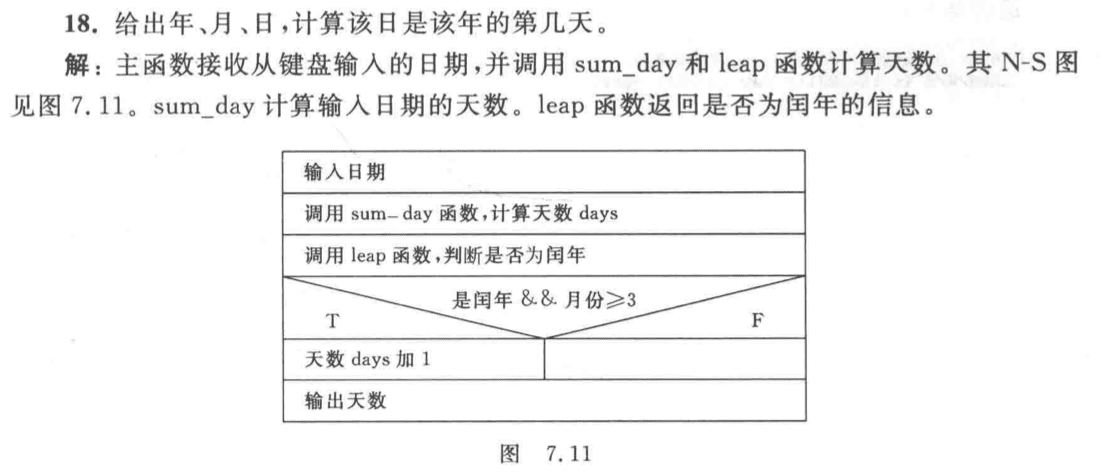 18. 给出年、月、日,计算该日是该年的第几天。
解:主函数接收从键盘输入的日期,并调用 sum_day 和 leap 函数计算天数。其 N-S 图
见图 7.11。sum_day 计算输入日期的天数。leap 函数返回是否为闰年的信息。
输入日期
调用 sum_day 函数,计算天数 days
调用 leap 函数,判断是否为闰年
是闰年 && 月份≥3
T F
天数 days 加 1
输出天数
图 7.11